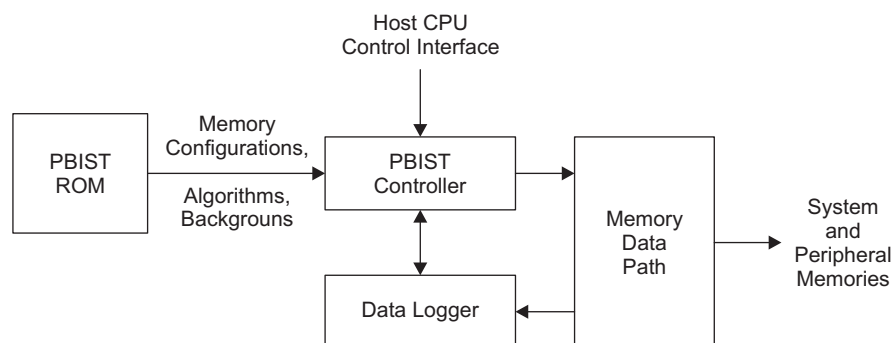 Host CPU
Control Interface
PBIST
ROM
Memory
Configurations,
Algorithms,
Backgrouns
PBIST
Controller
Memory
Data
Path
System
and
Peripheral
Memories
Data Logger